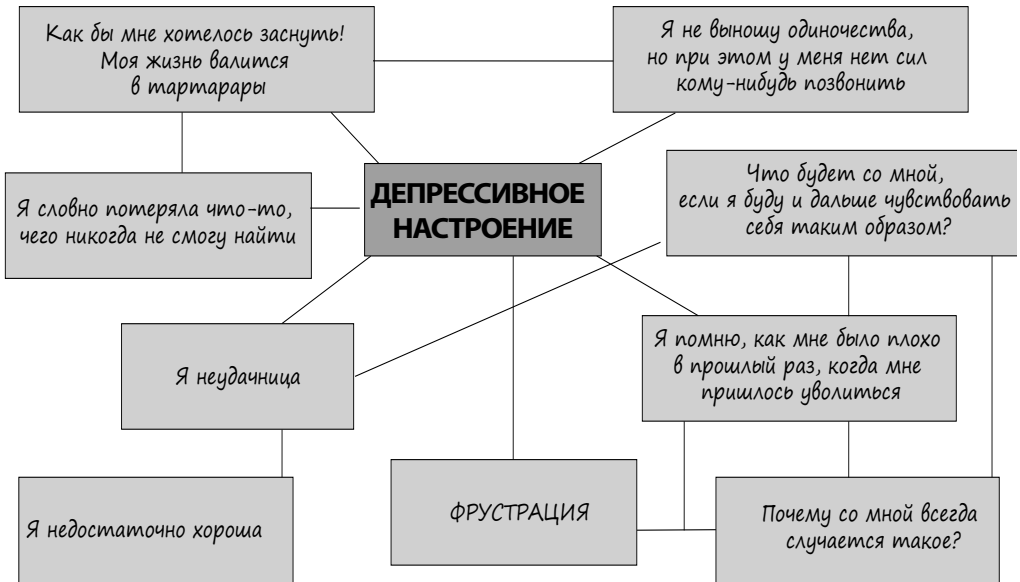 Как бы мне хотелось заснуть!
Моя жизнь валится
в тартарары
Я не выношу одиночества,
но при этом у меня нет сил
кому-нибудь позвонить
Я словно потеряла что-то,
чего никогда не смогу найти
ДЕПРЕССИВНОЕ
НАСТРОЕНИЕ
Что будет со мной,
если я буду и дальше чувствовать
себя таким образом?
Я неудачница
Я помню, как мне было плохо
в прошлый раз, когда мне
пришлось уволиться
Я недостаточно хороша
ФРУСТРАЦИЯ
Почему со мной всегда
случается такое?